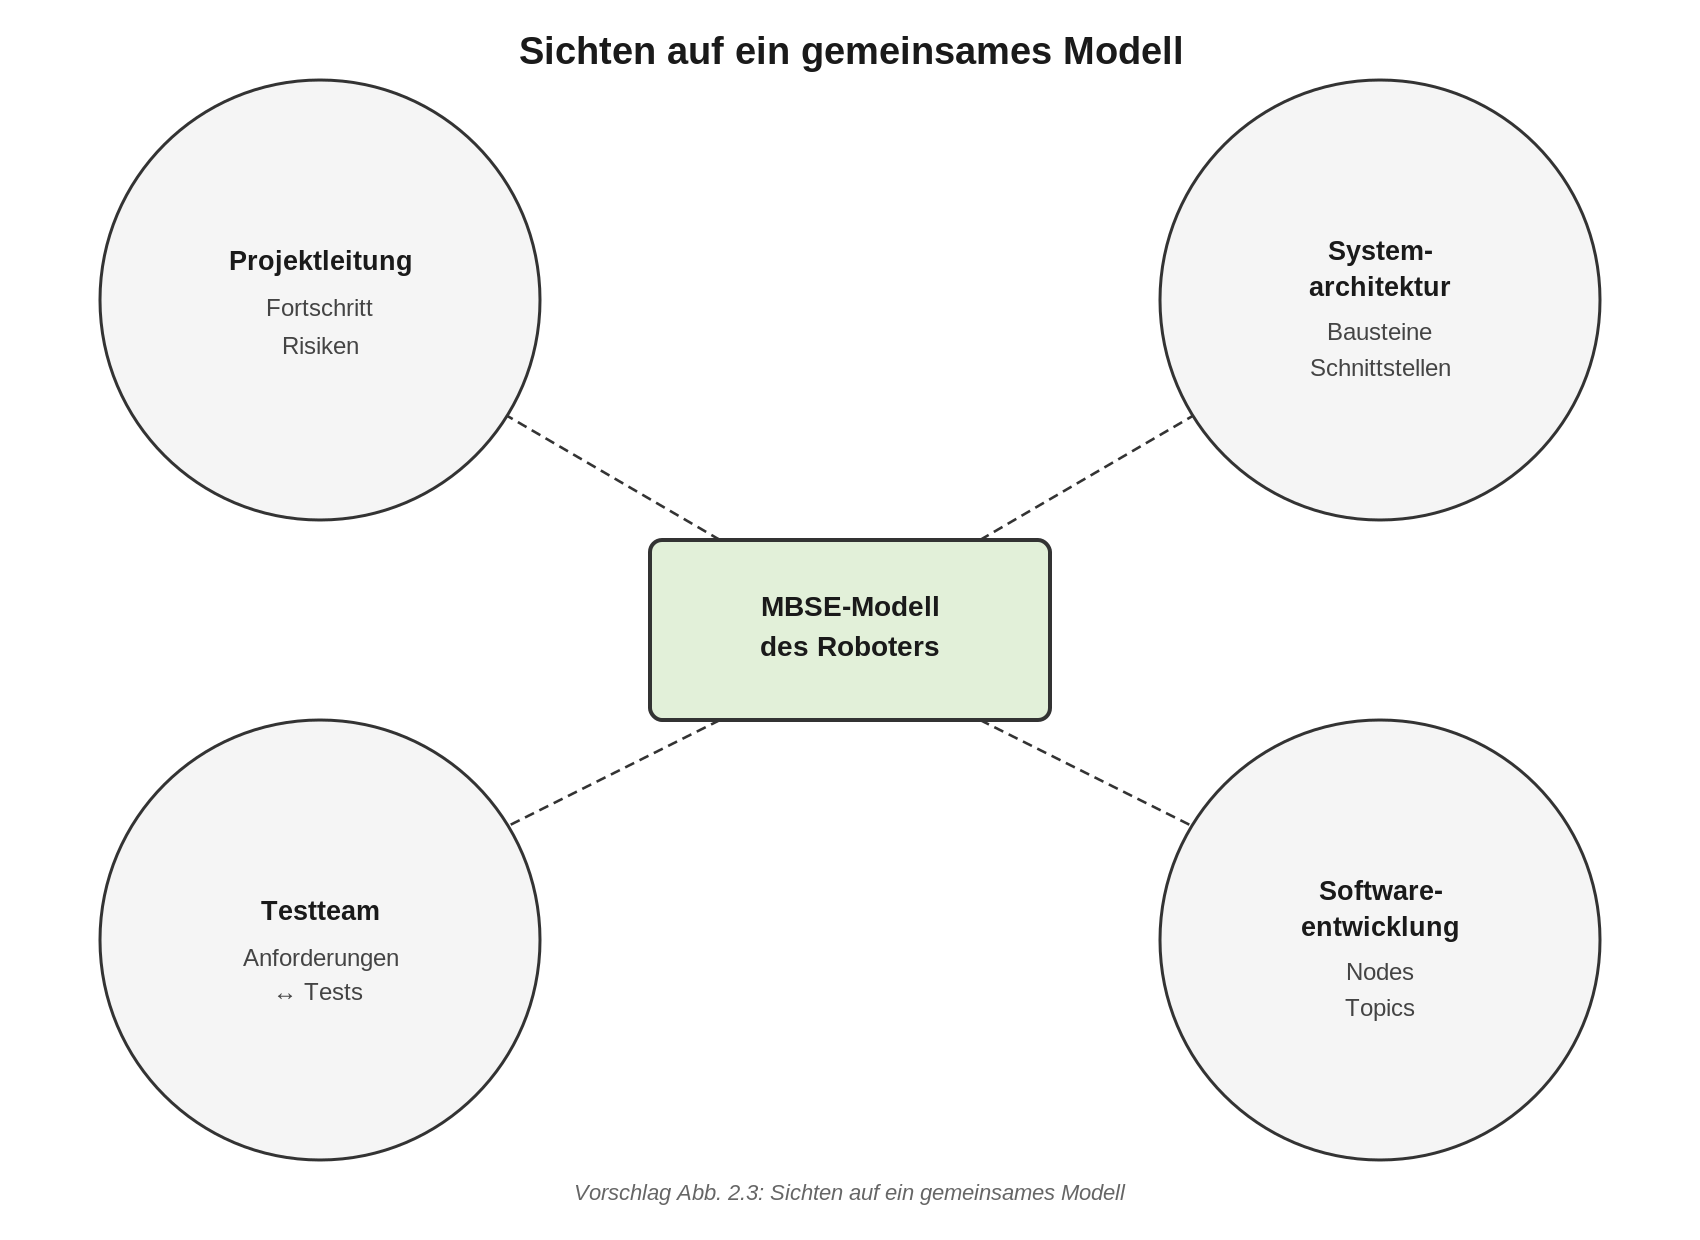 Sichten auf ein gemeinsames Modell
Projektleitung
Fortschritt
Risiken
System-
architektur
Bausteine
Schnittstellen
MBSE-Modell
des Roboters
Testteam
Anforderungen
↔ Tests
Software-
entwicklung
Nodes
Topics
Vorschlag Abb. 2.3: Sichten auf ein gemeinsames Modell